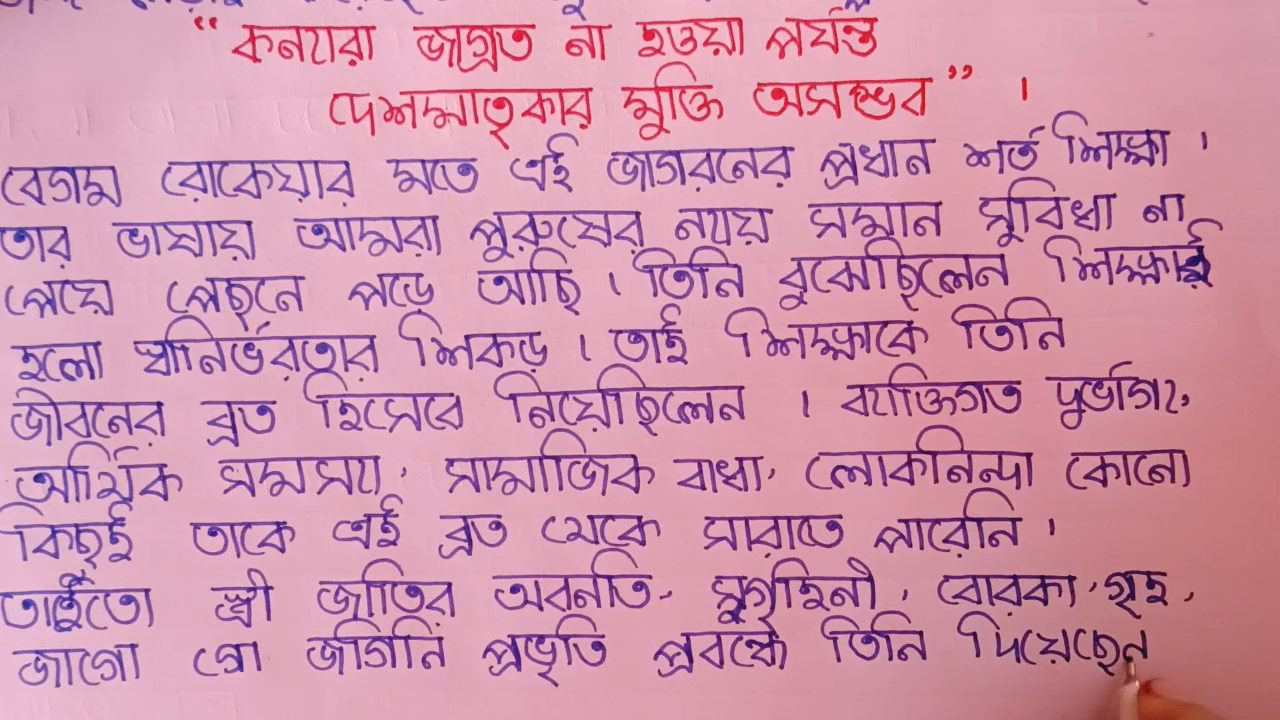 “কন্যারা জাগ্রত না হওয়া পর্যন্ত
দেশমাতৃকার মুক্তি অসম্ভব”।
বেগম রোকেয়ার মতে এই জাগরনের প্রধান শর্ত শিক্ষা।
তার ভাষায় আমরা পুরুষের ন্যায় সমান সুবিধা না
পেয়ে পেছনে পড়ে আছি। তিনি বুঝেছিলেন শিক্ষাই
হলো স্বনির্ভরতার শিকড়। তাই শিক্ষাকে তিনি
জীবনের ব্রত হিসেবে নিয়েছিলেন। ব্যক্তিগত দুর্ভাগ্য,
আর্থিক সমস্যা, সামাজিক বাধা, লোকনিন্দা কোনো
কিছুই তাকে এই ব্রত থেকে সারাতে পারেনি।
তাইতো স্ত্রী জাতির অবনতি, সুগৃহিনী, বোরকা, গৃহ,
জাগো গো ভগিনি প্রভৃতি প্রবন্ধে তিনি দিয়েছেন